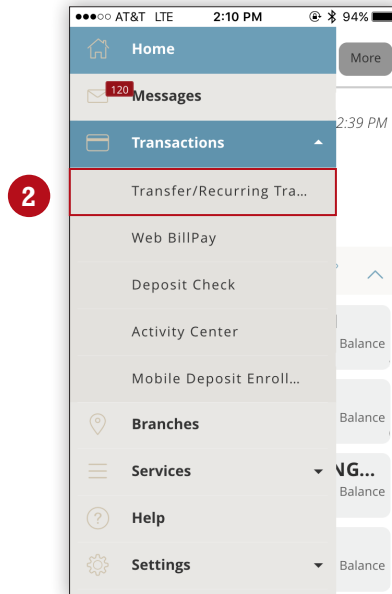 AT&T LTE 2:10 PM 94%
Home
More
120 Messages
2:39 PM
Transactions
2
Transfer/Recurring Tra...
Web BillPay
Deposit Check
Activity Center
Balance
Mobile Deposit Enroll...
Branches
Balance
Services
NG...
Balance
Help
Settings
Balance